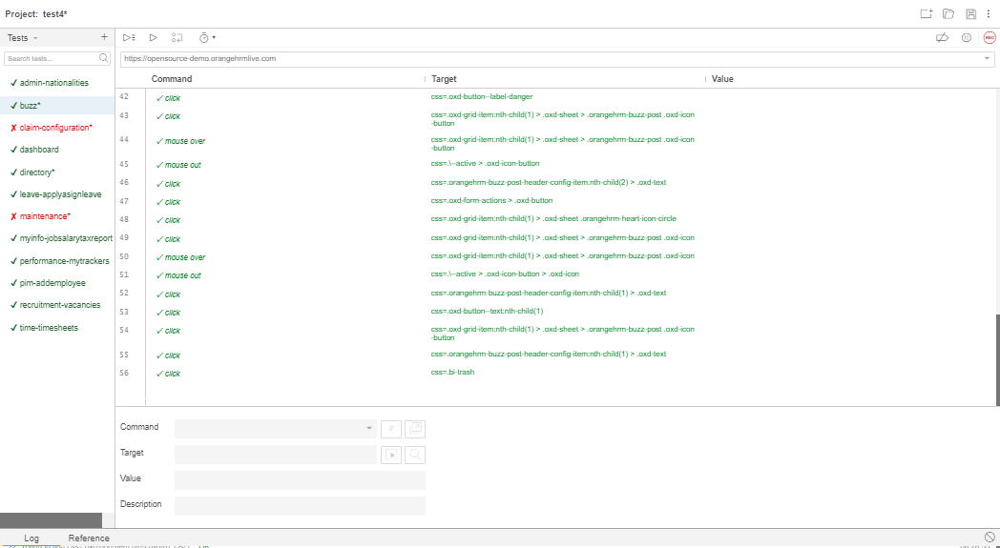 Project: test4*
Tests
Search tests...
https://opensource-demo.orangehrmlive.com
REC
Command Target Value
admin-nationalities
buzz*
claim-configuration*
dashboard
directory*
leave-applyasignleave
maintenance*
myinfo-jobsalarytaxreport
performance-mytrackers
pim-addemployee
recruitment-vacancies
time-timesheets
42 click css=.oxd-button--label-danger
43 click css=.oxd-grid-item:nth-child(1) > .oxd-sheet > .orangehrm-buzz-post .oxd-icon
-button
44 mouse over css=.oxd-grid-item:nth-child(1) > .oxd-sheet > .orangehrm-buzz-post .oxd-icon
-button
45 mouse out css=.\--active > .oxd-icon-button
46 click css=.orangehrm-buzz-post-header-config-item:nth-child(2) > .oxd-text
47 click css=.oxd-form-actions > .oxd-button
48 click css=.oxd-grid-item:nth-child(1) > .oxd-sheet .orangehrm-heart-icon-circle
49 click css=.oxd-grid-item:nth-child(1) > .oxd-sheet > .orangehrm-buzz-post .oxd-icon
50 mouse over css=.oxd-grid-item:nth-child(1) > .oxd-sheet > .orangehrm-buzz-post .oxd-icon
51 mouse out css=.\--active > .oxd-icon-button > .oxd-icon
52 click css=.orangehrm-buzz-post-header-config-item:nth-child(1) > .oxd-text
53 click css=.oxd-button--text:nth-child(1)
54 click css=.oxd-grid-item:nth-child(1) > .oxd-sheet > .orangehrm-buzz-post .oxd-icon
-button
55 click css=.orangehrm-buzz-post-header-config-item:nth-child(1) > .oxd-text
56 click css=.bi-trash
Command
//
Target
Value
Description
Log Reference